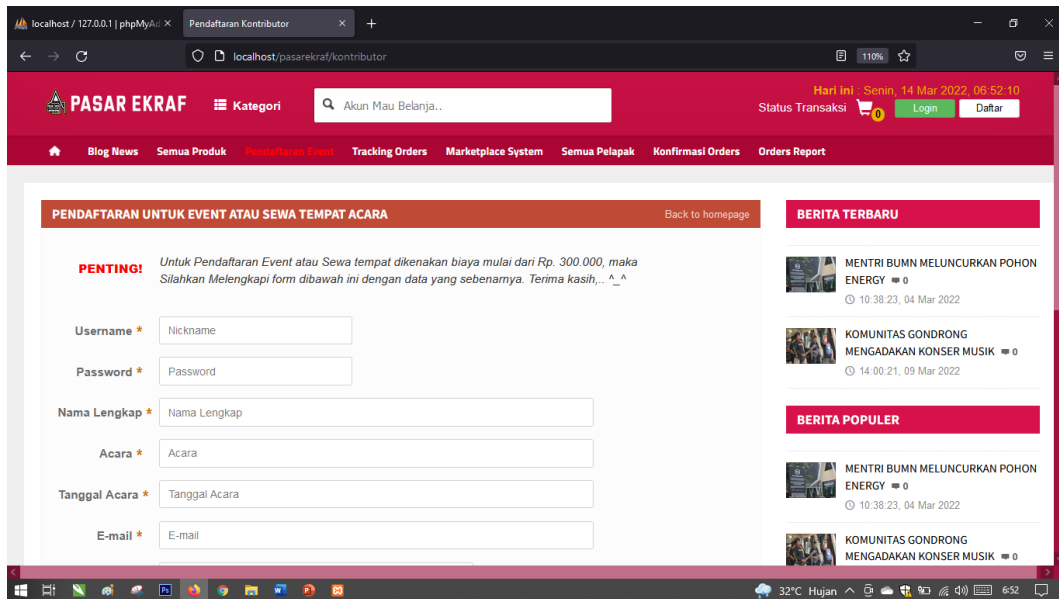 localhost / 127.0.0.1 | phpMyAd
Pendaftaran Kontributor
localhost/pasarekraf/kontributor
110%
PASAR EKRAF
Kategori
Akun Mau Belanja..
Hari ini : Senin, 14 Mar 2022, 06:52:10
Status Transaksi
0
Login
Daftar
Blog News
Semua Produk
Pendaftaran Event
Tracking Orders
Marketplace System
Semua Pelapak
Konfirmasi Orders
Orders Report
PENDAFTARAN UNTUK EVENT ATAU SEWA TEMPAT ACARA
Back to homepage
PENTING!
Untuk Pendaftaran Event atau Sewa tempat dikenakan biaya mulai dari Rp. 300.000, maka
Silahkan Melengkapi form dibawah ini dengan data yang sebenarnya. Terima kasih,.. ^_^
Username *
Nickname
Password *
Password
Nama Lengkap *
Nama Lengkap
Acara *
Acara
Tanggal Acara *
Tanggal Acara
E-mail *
E-mail
BERITA TERBARU
MENTRI BUMN MELUNCURKAN POHON
ENERGY 0
10:38:23, 04 Mar 2022
KOMUNITAS GONDRONG
MENGADAKAN KONSER MUSIK 0
14:00:21, 09 Mar 2022
BERITA POPULER
MENTRI BUMN MELUNCURKAN POHON
ENERGY 0
10:38:23, 04 Mar 2022
KOMUNITAS GONDRONG
MENGADAKAN KONSER MUSIK 0
32°C Hujan
6:52